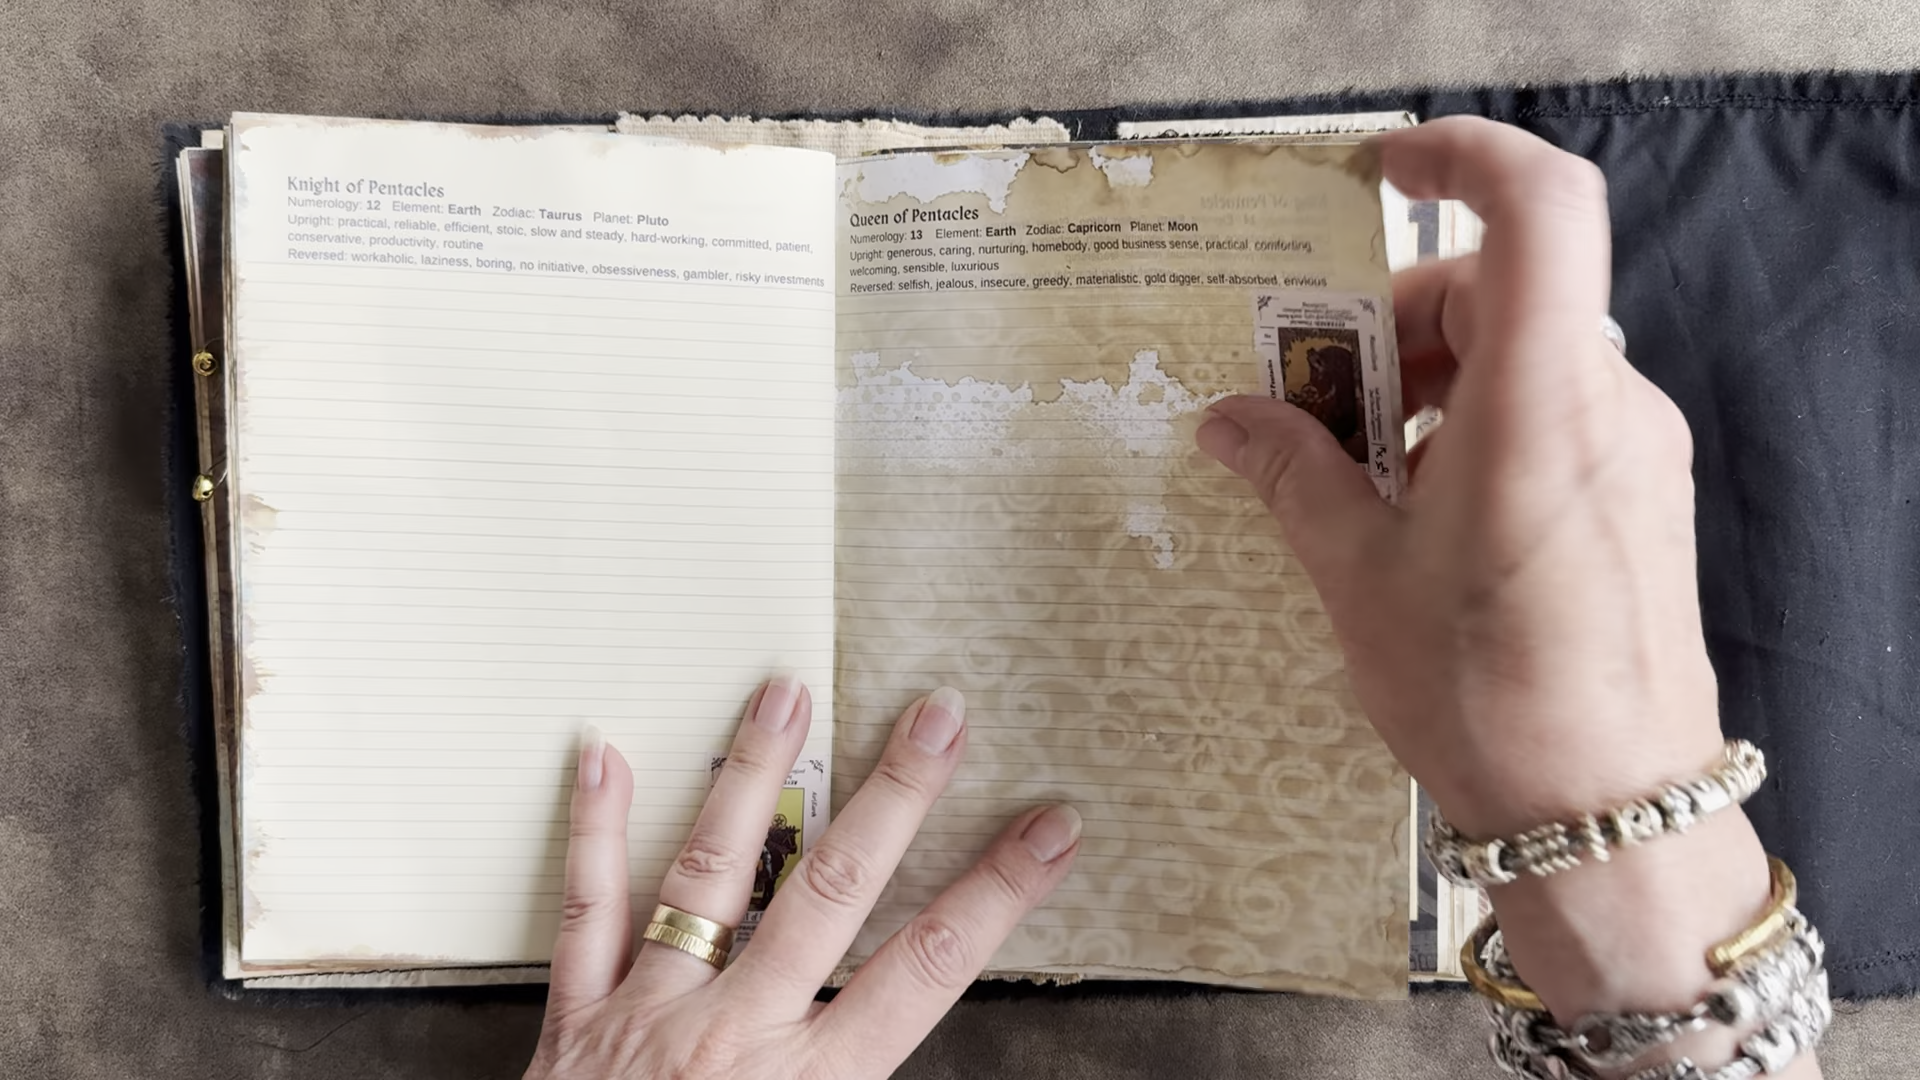 Knight of Pentacles
Numerology: 12 Element: Earth Zodiac: Taurus Planet: Pluto
Upright: practical, reliable, efficient, stoic, slow and steady, hard-working, committed, patient,
conservative, productivity, routine
Reversed: workaholic, laziness, boring, no initiative, obsessiveness, gambler, risky investments
Queen of Pentacles
Numerology: 13 Element: Earth Zodiac: Capricorn Planet: Moon
Upright: generous, caring, nurturing, homebody, good business sense, practical, comforting,
welcoming, sensible, luxurious
Reversed: selfish, jealous, insecure, greedy, materialistic, gold digger, self-absorbed, envious